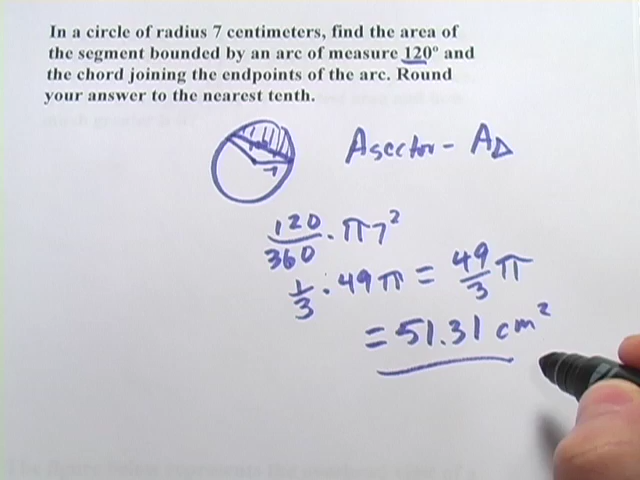 In a circle of radius 7 centimeters, find the area of
the segment bounded by an arc of measure 120° and
the chord joining the endpoints of the arc. Round
your answer to the nearest tenth.
Asector - A△
7
120/360 · π7²
1/3 · 49π = 49/3 π
= 51.31 cm²